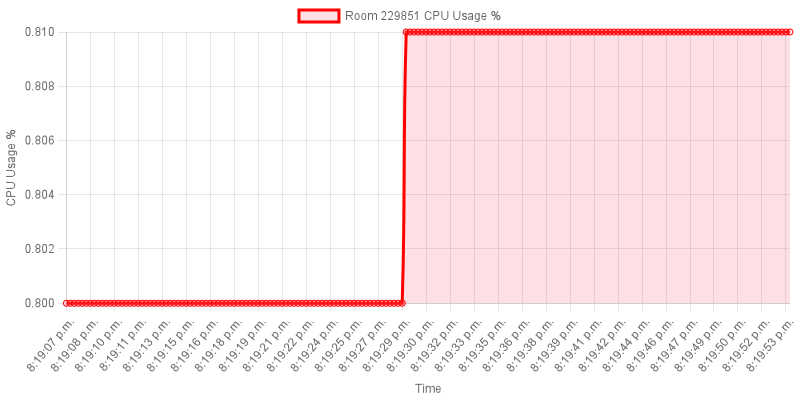 Room 229851 CPU Usage %
0.810
0.808
0.806
0.804
0.802
0.800
CPU Usage %
8:19:07 p.m.
8:19:08 p.m.
8:19:10 p.m.
8:19:11 p.m.
8:19:13 p.m.
8:19:15 p.m.
8:19:16 p.m.
8:19:18 p.m.
8:19:19 p.m.
8:19:21 p.m.
8:19:22 p.m.
8:19:24 p.m.
8:19:25 p.m.
8:19:27 p.m.
8:19:29 p.m.
8:19:30 p.m.
8:19:32 p.m.
8:19:33 p.m.
8:19:35 p.m.
8:19:36 p.m.
8:19:38 p.m.
8:19:39 p.m.
8:19:41 p.m.
8:19:42 p.m.
8:19:44 p.m.
8:19:46 p.m.
8:19:47 p.m.
8:19:49 p.m.
8:19:50 p.m.
8:19:52 p.m.
8:19:53 p.m.
Time